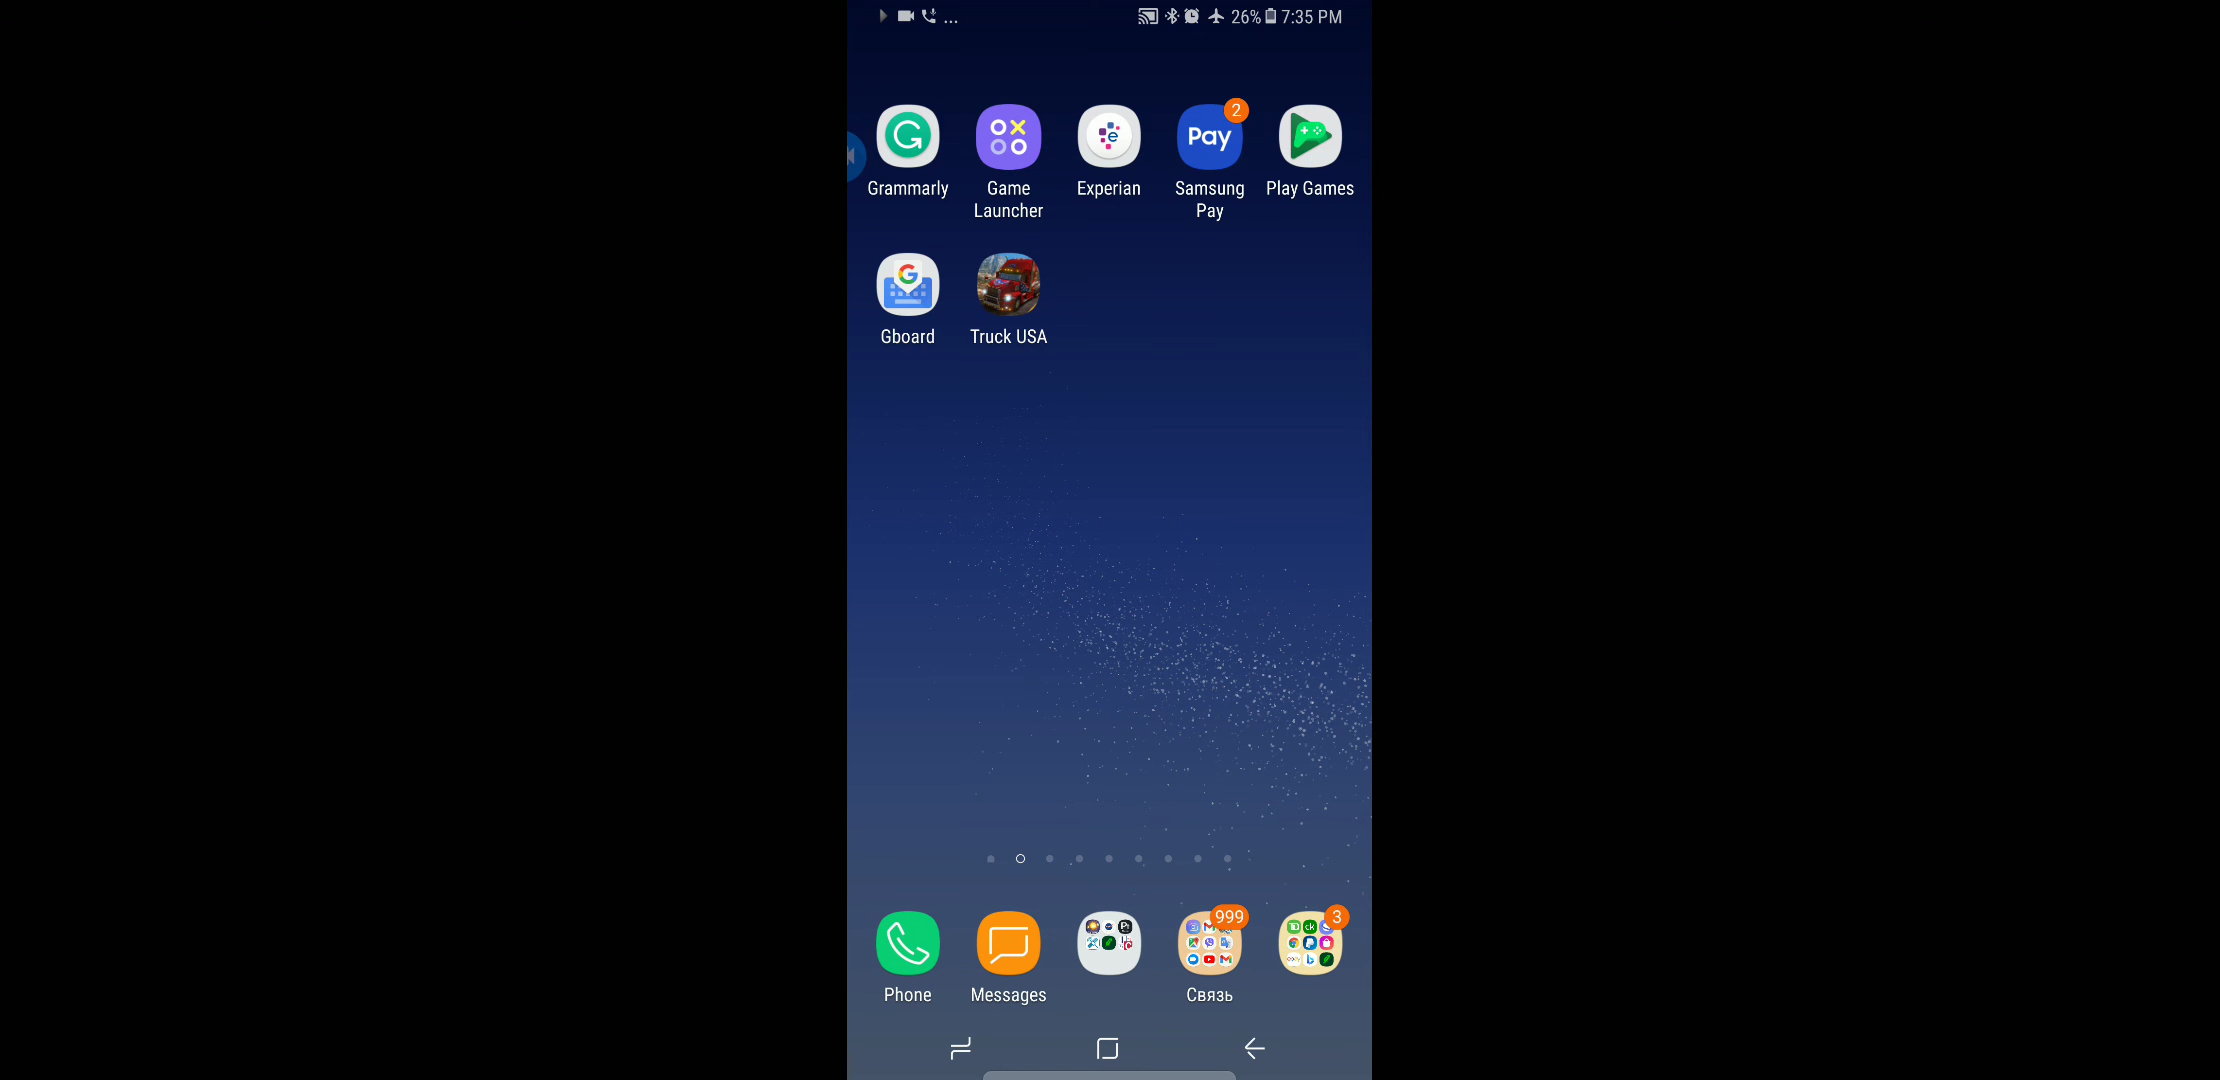 ... 26% 7:35 PM
2
Pay
Grammarly Game Launcher Experian Samsung Pay Play Games
Gboard Truck USA
999 3
Phone Messages Связь